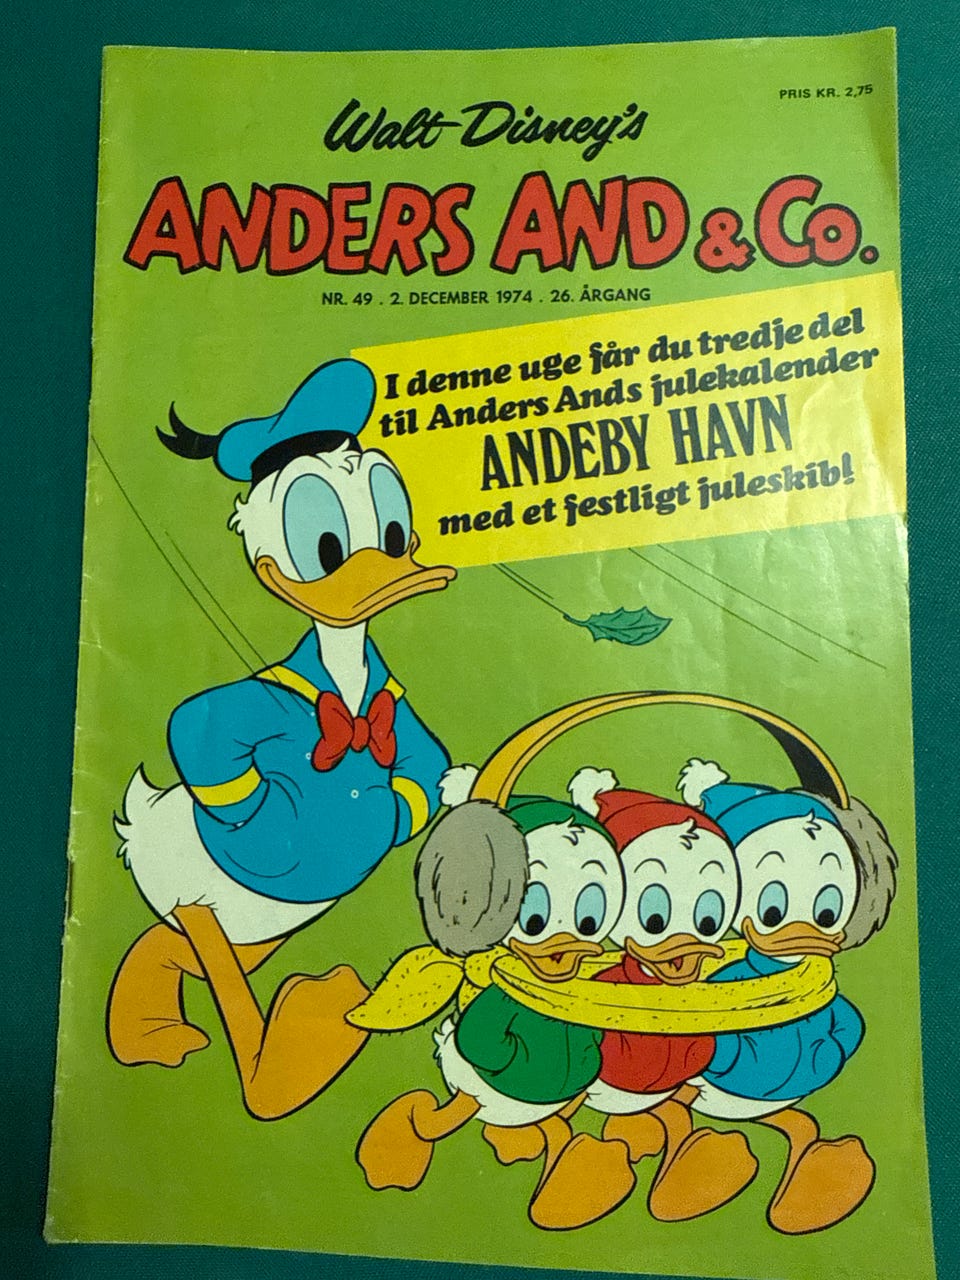 PRIS KR. 2,75
Walt Disney's
ANDERS AND & Co.
NR. 49 . 2. DECEMBER 1974 . 26. ÅRGANG
I denne uge får du tredje del
til Anders Ands julekalender
ANDEBY HAVN
med et festligt juleskib!